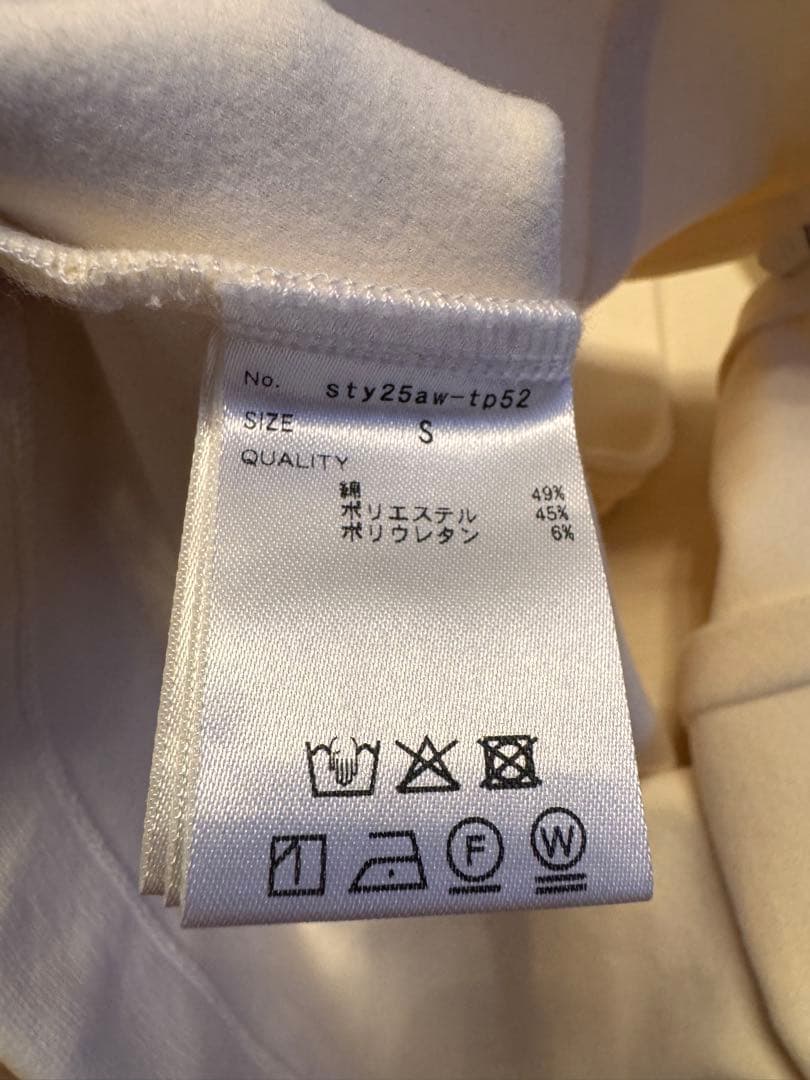 No. sty25aw-tp52
SIZE S
QUALITY
綿 49%
ポリエステル 45%
ポリウレタン 6%
F W